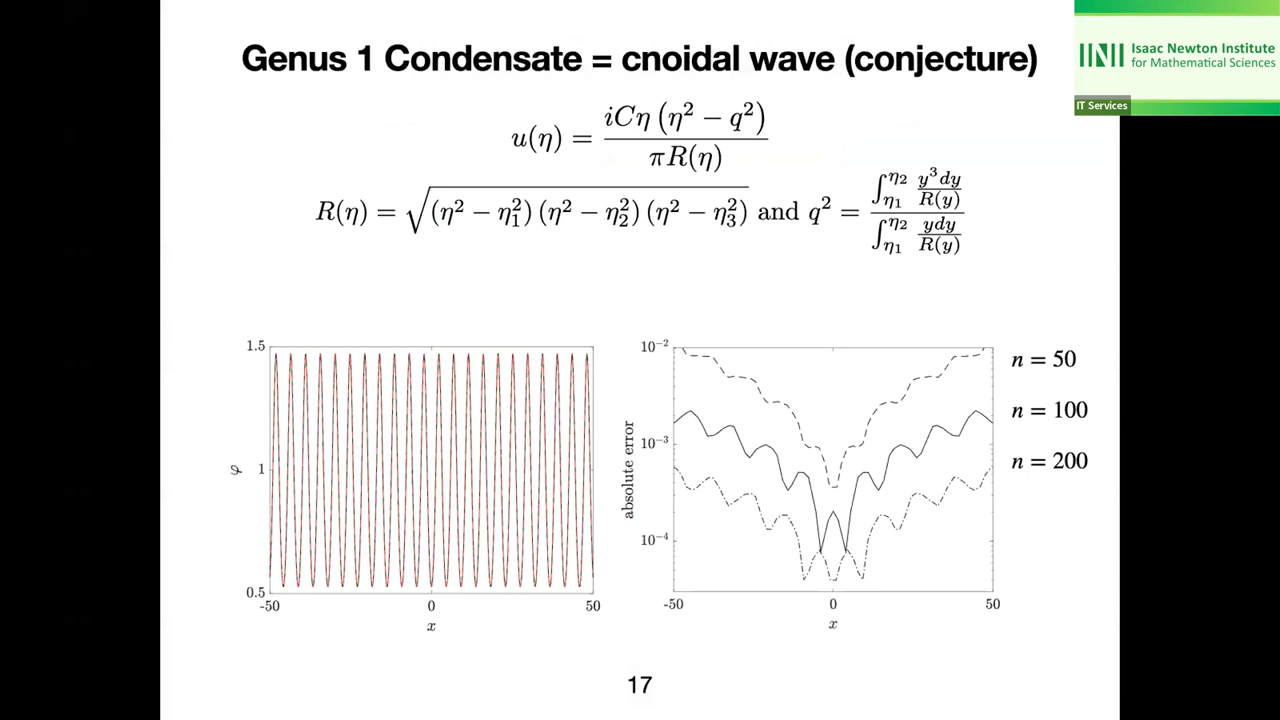 Genus 1 Condensate = cnoidal wave (conjecture)
Isaac Newton Institute
for Mathematical Sciences
IT Services
u(η) = iCη (η² − q²) / πR(η)
R(η) = √(η² − η₁²) (η² − η₂²) (η² − η₃²) and q² = ∫_{η₁}^{η₂} y³dy/R(y) / ∫_{η₁}^{η₂} ydy/R(y)
1.5
1
0.5
φ
-50
0
50
x
10⁻²
10⁻³
10⁻⁴
absolute error
-50
0
50
x
n = 50
n = 100
n = 200
17